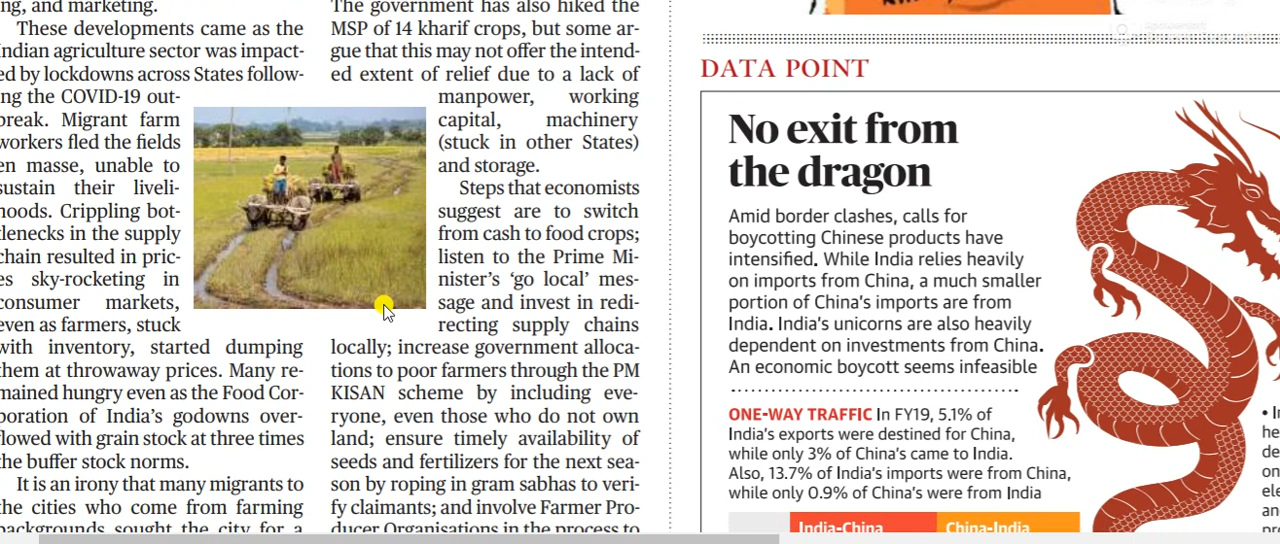 ing, and marketing.
These developments came as the
Indian agriculture sector was impact-
ed by lockdowns across States follow-
ing the COVID-19 out-
break. Migrant farm
workers fled the fields
en masse, unable to
sustain their liveli-
hoods. Crippling bot-
tlenecks in the supply
chain resulted in pric-
es sky-rocketing in
consumer markets,
even as farmers, stuck
with inventory, started dumping
them at throwaway prices. Many re-
mained hungry even as the Food Cor-
poration of India's godowns over-
flowed with grain stock at three times
the buffer stock norms.
It is an irony that many migrants to
the cities who come from farming
backgrounds sought the city for a
The government has also hiked the
MSP of 14 kharif crops, but some ar-
gue that this may not offer the intend-
ed extent of relief due to a lack of
manpower, working
capital, machinery
(stuck in other States)
and storage.
Steps that economists
suggest are to switch
from cash to food crops;
listen to the Prime Mi-
nister's 'go local' mes-
sage and invest in redi-
recting supply chains
locally; increase government alloca-
tions to poor farmers through the PM
KISAN scheme by including eve-
ryone, even those who do not own
land; ensure timely availability of
seeds and fertilizers for the next sea-
son by roping in gram sabhas to veri-
fy claimants; and involve Farmer Pro-
ducer Organisations in the process to
DATA POINT
No exit from
the dragon
Amid border clashes, calls for
boycotting Chinese products have
intensified. While India relies heavily
on imports from China, a much smaller
portion of China's imports are from
India. India's unicorns are also heavily
dependent on investments from China.
An economic boycott seems infeasible
ONE-WAY TRAFFIC In FY19, 5.1% of
India's exports were destined for China,
while only 3% of China's came to India.
Also, 13.7% of India's imports were from China,
while only 0.9% of China's were from India
India-China China-India